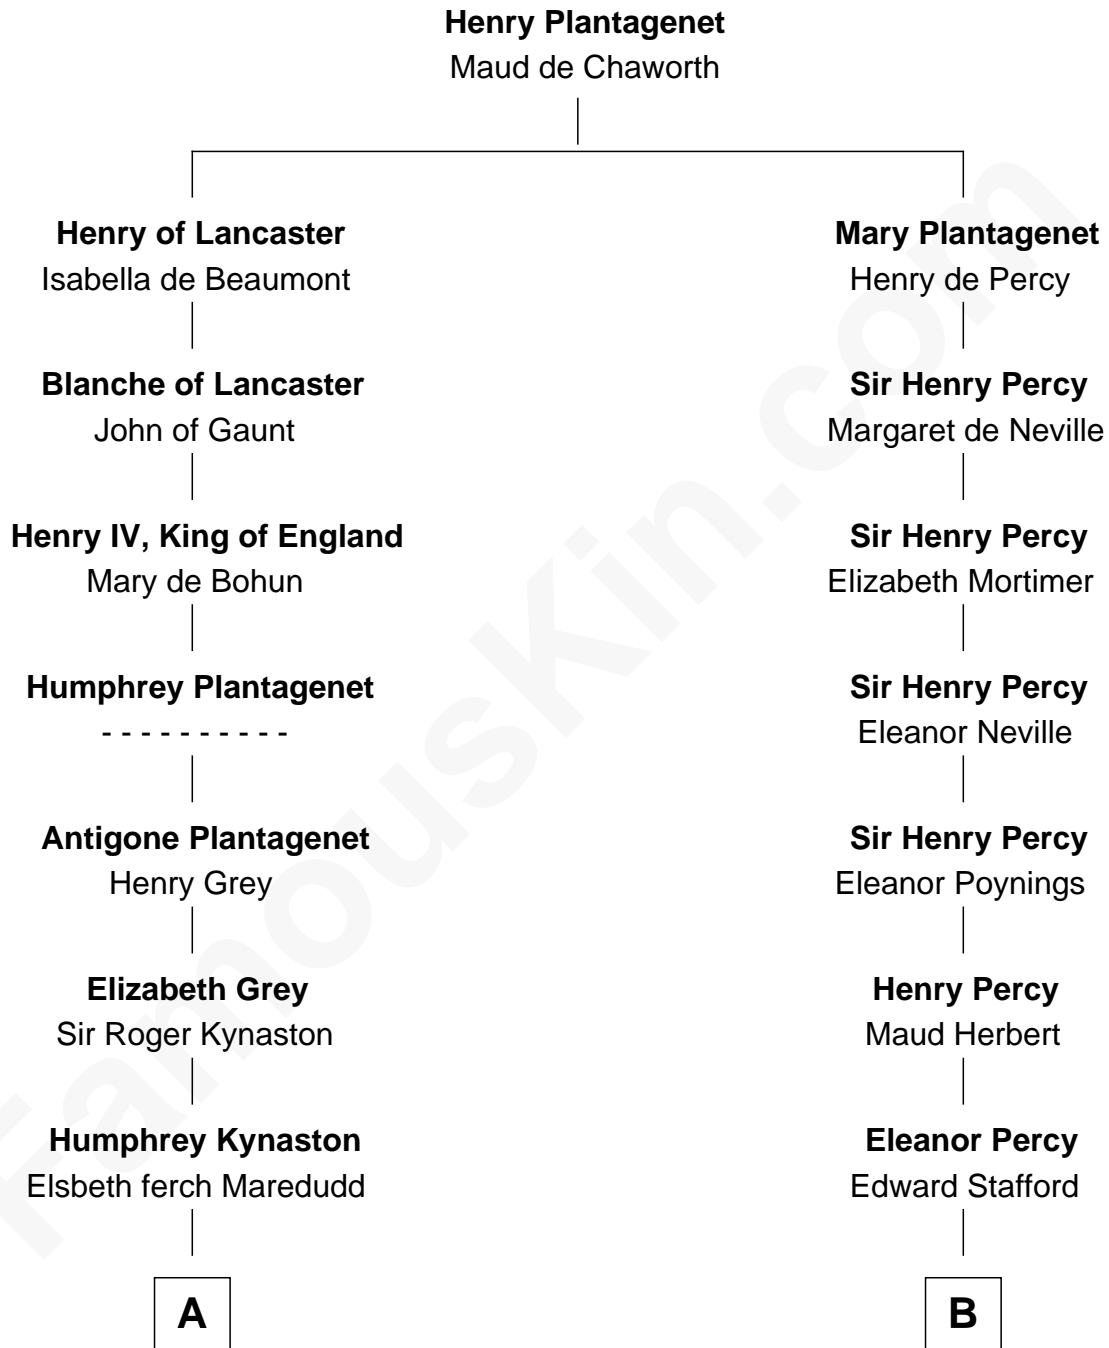 Henry Plantagenet
Maud de Chaworth
Henry of Lancaster
Isabella de Beaumont
Mary Plantagenet
Henry de Percy
Blanche of Lancaster
John of Gaunt
Sir Henry Percy
Margaret de Neville
Henry IV, King of England
Mary de Bohun
Sir Henry Percy
Elizabeth Mortimer
Humphrey Plantagenet
- - - - - - - - - -
Sir Henry Percy
Eleanor Neville
Antigone Plantagenet
Henry Grey
Sir Henry Percy
Eleanor Poynings
Elizabeth Grey
Sir Roger Kynaston
Henry Percy
Maud Herbert
Humphrey Kynaston
Elsbeth ferch Maredudd
Eleanor Percy
Edward Stafford
A
B
FamousKin.com